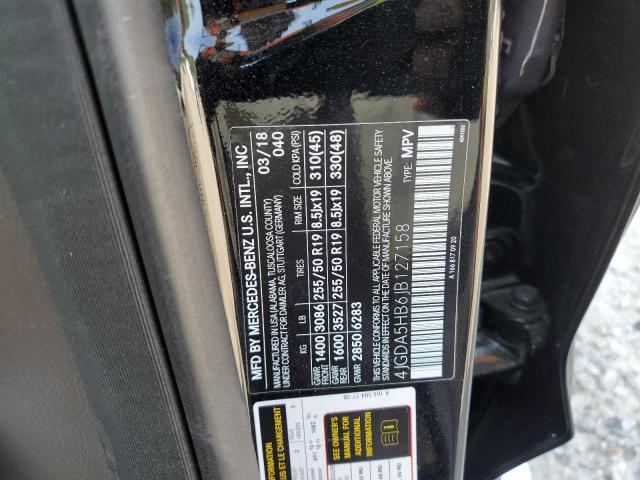 MFD BY MERCEDES-BENZ U.S. INTL., INC
MANUFACTURED IN USA (ALABAMA, TUSCALOOSA COUNTY) 03/18
MANUFACTURED FOR DAIMLER AG, STUTTGART (GERMANY) 040
KG LB TIRES RIM SIZE COLD KPA(PSI)
GAWR FRONT 1400 3086 255/50 R19 8.5Jx19 310(45)
GAWR REAR 1600 3527 255/50 R19 8.5Jx19 330(48)
GVWR 2850 6283
THIS VEHICLE CONFORMS TO ALL APPLICABLE FEDERAL MOTOR VEHICLE SAFETY
STANDARDS IN EFFECT ON THE DATE OF MANUFACTURE SHOWN ABOVE.
4JGDA5HB6JB127158 TYPE: MPV
A 166 817 09 20
A 166 584 77 08
SEE OWNER'S
MANUAL FOR
ADDITIONAL
INFORMATION